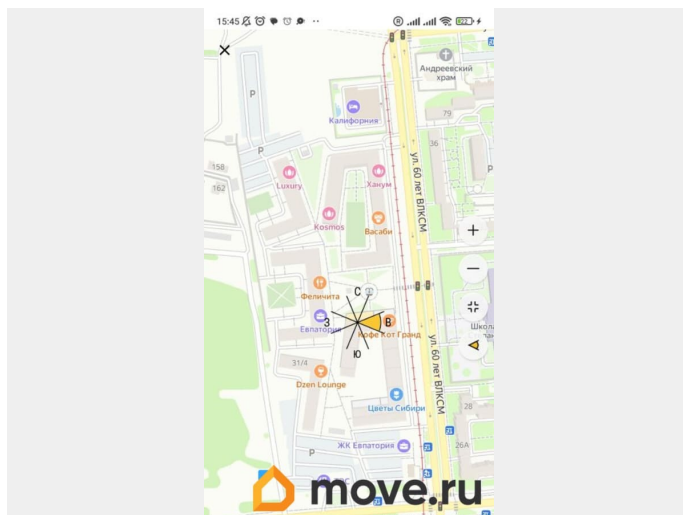 15:45
Андреевский
храм
P
Калифорния
79
P
36
158
Luxury
Ханум
P
162
ул. 60 лет ВЛКСМ
Kosmos
Васаби
С
Феличита
З
В
Евпатория
Кофе Кот Гранд
Ю
ул. 60 лет ВЛКСМ
31/4
Dzen Lounge
Цветы Сибири
28
ЖК Евпатория
26А
P
move.ru